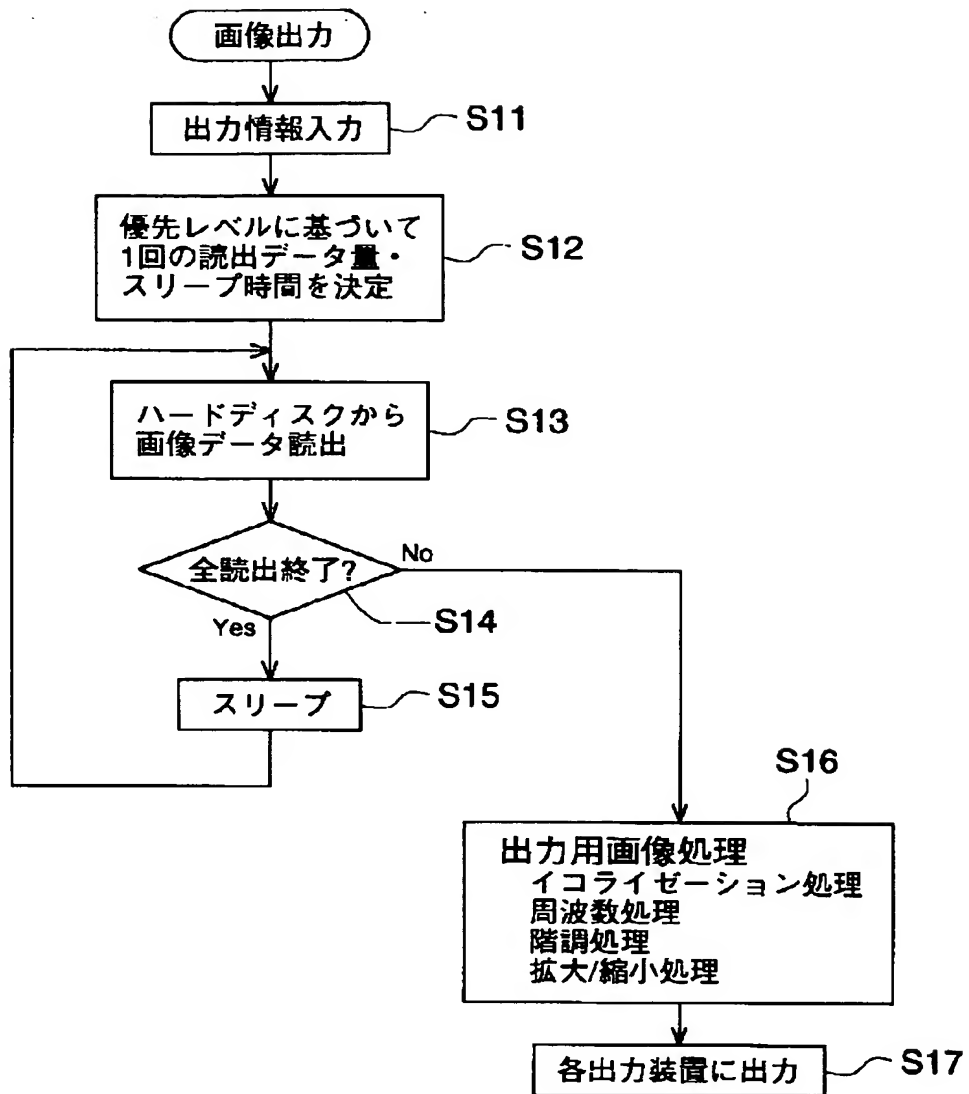 画像出力
出力情報入力
S11
優先レベルに基づいて
1回の読出データ量・
スリープ時間を決定
S12
ハードディスクから
画像データ読出
S13
全読出終了?
No
S14
Yes
スリープ
S15
S16
出力用画像処理
イコライゼーション処理
周波数処理
階調処理
拡大/縮小処理
各出力装置に出力
S17